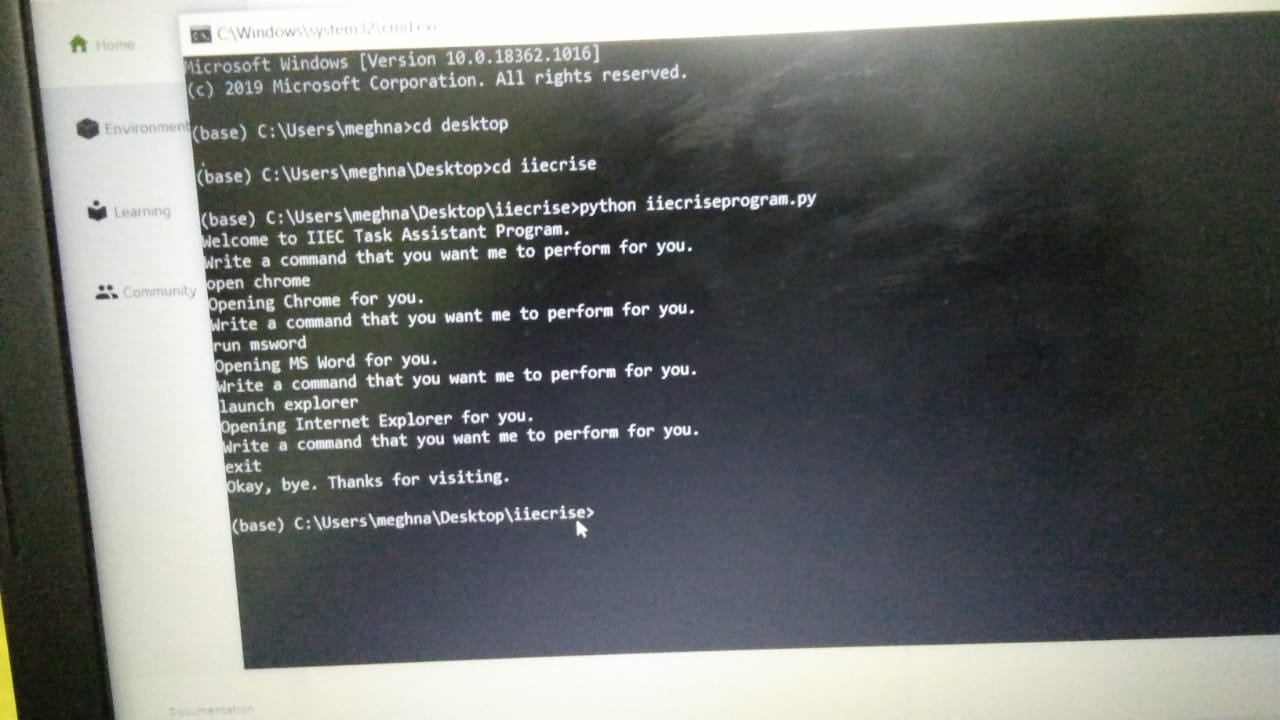 Home
Environment
Learning
Community
C:\Windows\system32\cmd.exe
Microsoft Windows [Version 10.0.18362.1016]
(c) 2019 Microsoft Corporation. All rights reserved.
(base) C:\Users\meghna>cd desktop
(base) C:\Users\meghna\Desktop>cd iiecrise
(base) C:\Users\meghna\Desktop\iiecrise>python iiecriseprogram.py
Welcome to IIEC Task Assistant Program.
Write a command that you want me to perform for you.
open chrome
Opening Chrome for you.
Write a command that you want me to perform for you.
run msword
Opening MS Word for you.
Write a command that you want me to perform for you.
launch explorer
Opening Internet Explorer for you.
Write a command that you want me to perform for you.
exit
Okay, bye. Thanks for visiting.
(base) C:\Users\meghna\Desktop\iiecrise>
Documentation